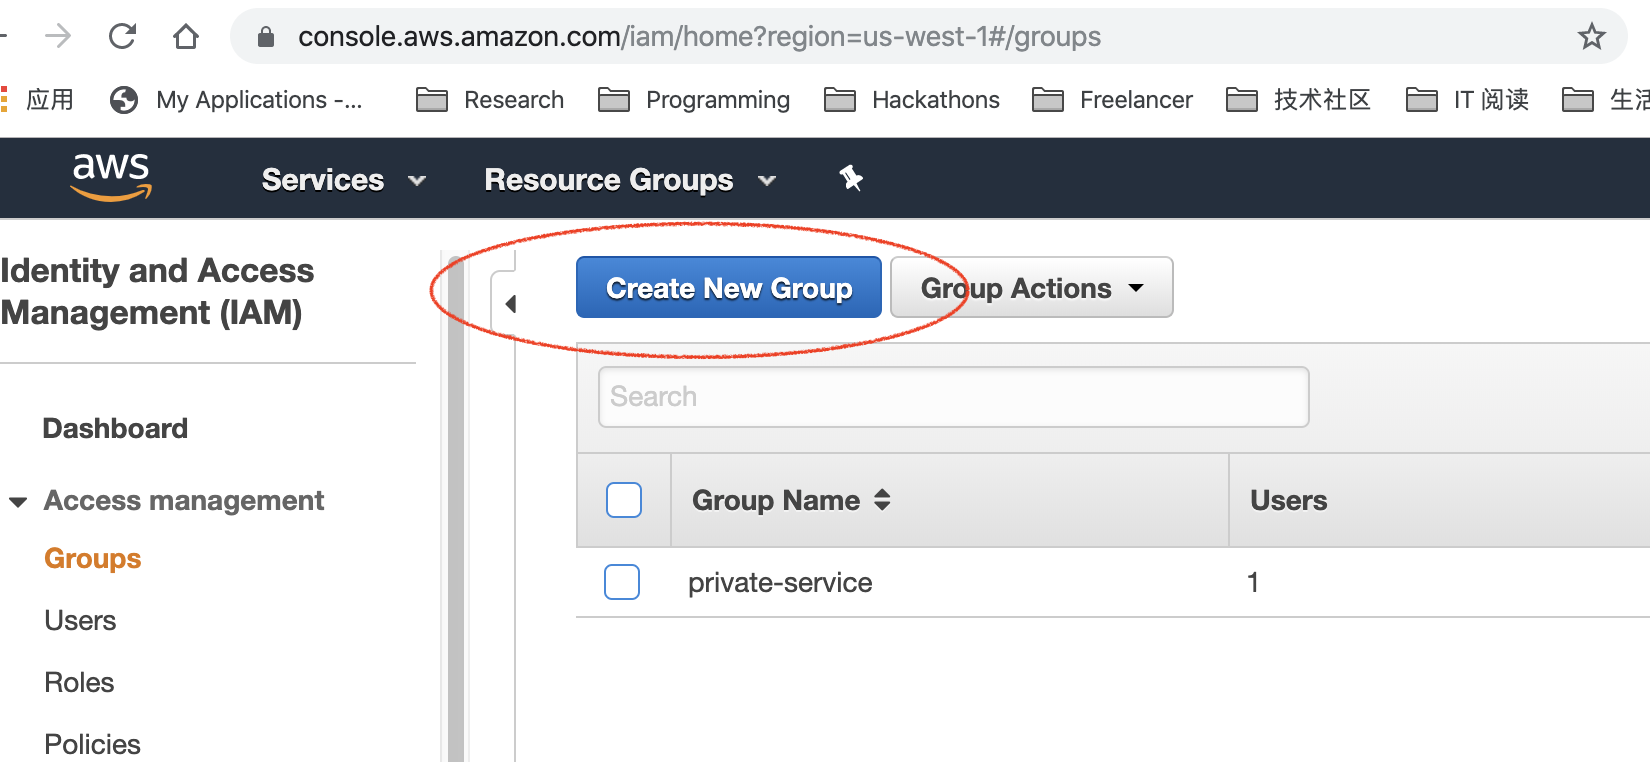 console.aws.amazon.com/iam/home?region=us-west-1#/groups
应用 My Applications -... Research Programming Hackathons Freelancer 技术社区 IT 阅读 生活
aws Services Resource Groups
Identity and Access
Management (IAM)
Create New Group Group Actions
Search
Dashboard
Access management
Group Name Users
Groups
private-service 1
Users
Roles
Policies